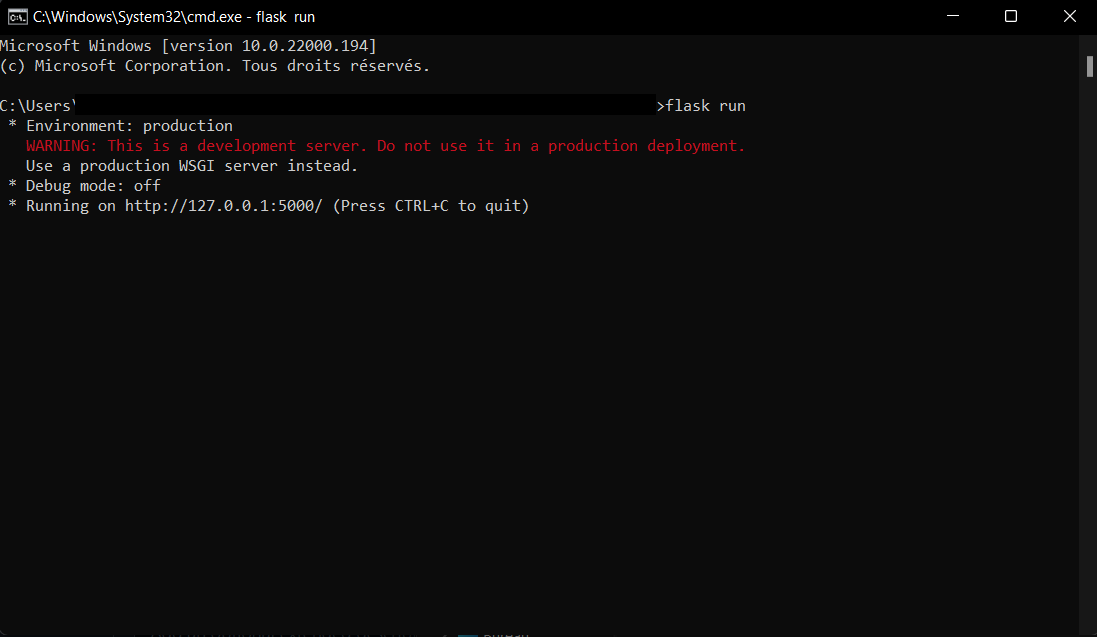 C:\Windows\System32\cmd.exe - flask run
Microsoft Windows [version 10.0.22000.194]
(c) Microsoft Corporation. Tous droits réservés.
C:\Users\ >flask run
* Environment: production
WARNING: This is a development server. Do not use it in a production deployment.
Use a production WSGI server instead.
* Debug mode: off
* Running on http://127.0.0.1:5000/ (Press CTRL+C to quit)